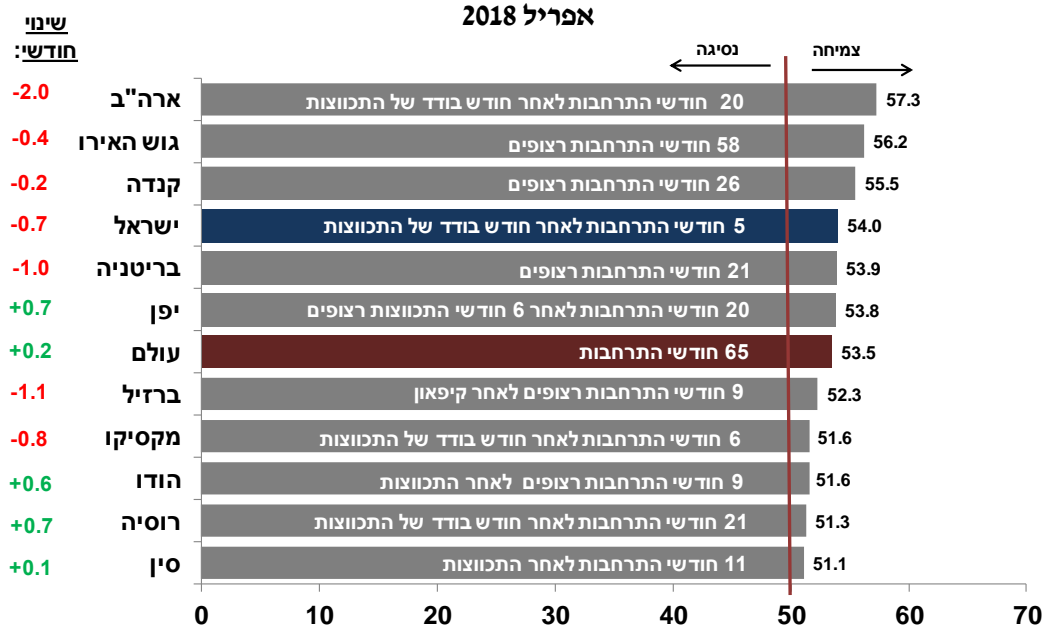 אפריל 2018
שינוי
חודשי:
נסיגה
צמיחה
-2.0 ארה"ב 20 חודשי התרחבות לאחר חודש בודד של התכווצות 57.3
-0.4 גוש האירו 58 חודשי התרחבות רצופים 56.2
-0.2 קנדה 26 חודשי התרחבות רצופים 55.5
-0.7 ישראל 5 חודשי התרחבות לאחר חודש בודד של התכווצות 54.0
-1.0 בריטניה 21 חודשי התרחבות רצופים 53.9
+0.7 יפן 20 חודשי התרחבות לאחר 6 חודשי התכווצות רצופים 53.8
+0.2 עולם 65 חודשי התרחבות 53.5
-1.1 ברזיל 9 חודשי התרחבות רצופים לאחר קיפאון 52.3
-0.8 מקסיקו 6 חודשי התרחבות לאחר חודש בודד של התכווצות 51.6
+0.6 הודו 9 חודשי התרחבות רצופים לאחר התכווצות 51.6
+0.7 רוסיה 21 חודשי התרחבות לאחר חודש בודד של התכווצות 51.3
+0.1 סין 11 חודשי התרחבות לאחר התכווצות 51.1
0 10 20 30 40 50 60 70